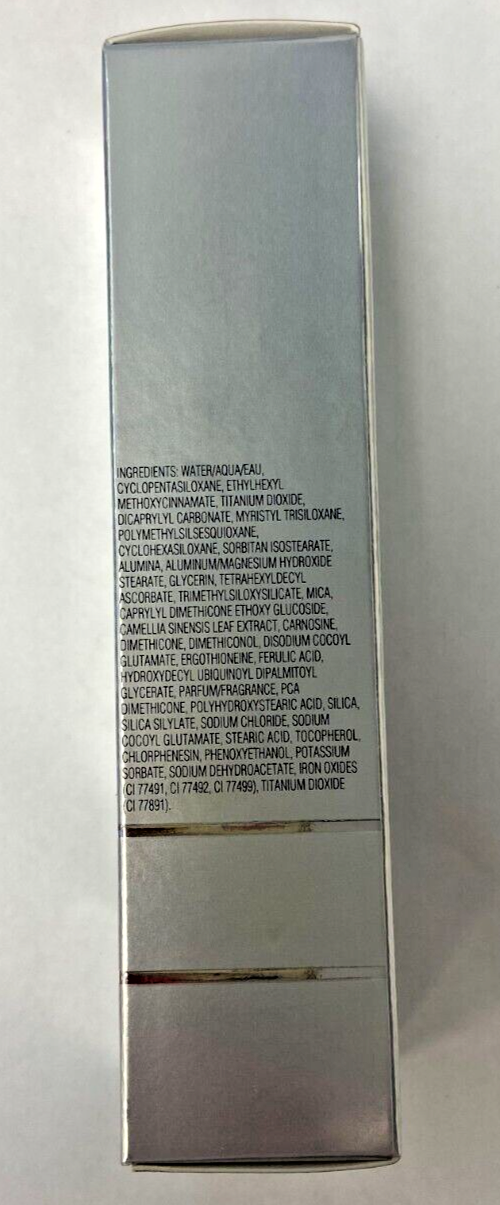 INGREDIENTS: WATER/AQUA/EAU,
CYCLOPENTASILOXANE, ETHYLHEXYL
METHOXYCINNAMATE, TITANIUM DIOXIDE,
DICAPRYLYL CARBONATE, MYRISTYL TRISILOXANE,
POLYMETHYLSILSESQUIOXANE,
CYCLOHEXASILOXANE, SORBITAN ISOSTEARATE,
ALUMINA, ALUMINUM/MAGNESIUM HYDROXIDE
STEARATE, GLYCERIN, TETRAHEXYLDECYL
ASCORBATE, TRIMETHYLSILOXYSILICATE, MICA,
CAPRYLYL DIMETHICONE ETHOXY GLUCOSIDE,
CAMELLIA SINENSIS LEAF EXTRACT, CARNOSINE,
DIMETHICONE, DIMETHICONOL, DISODIUM COCOYL
GLUTAMATE, ERGOTHIONEINE, FERULIC ACID,
HYDROXYDECYL UBIQUINOYL DIPALMITOYL
GLYCERATE, PARFUM/FRAGRANCE, PCA
DIMETHICONE, POLYHYDROXYSTEARIC ACID, SILICA,
SILICA SILYLATE, SODIUM CHLORIDE, SODIUM
COCOYL GLUTAMATE, STEARIC ACID, TOCOPHEROL,
CHLORPHENESIN, PHENOXYETHANOL, POTASSIUM
SORBATE, SODIUM DEHYDROACETATE, IRON OXIDES
(CI 77491, CI 77492, CI 77499), TITANIUM DIOXIDE
(CI 77891).